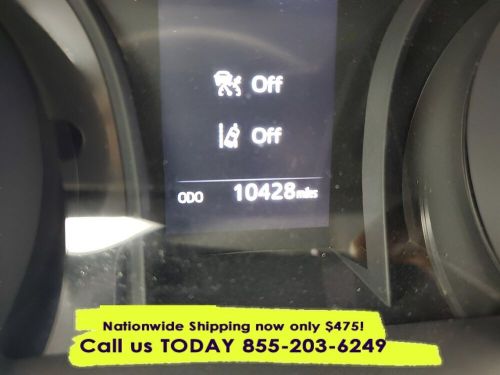 Off
Off
ODO 10428 miles
Nationwide Shipping now only $475!
Call us TODAY 855-203-6249